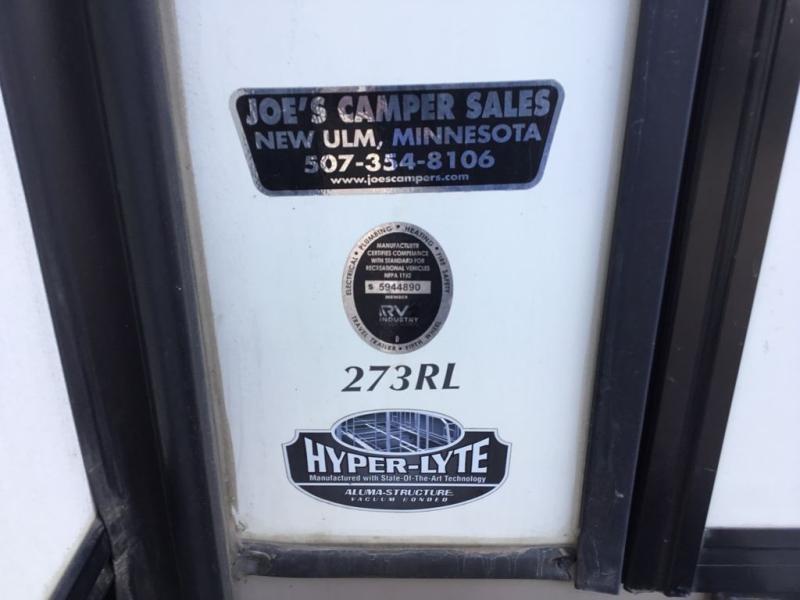 JOE'S CAMPER SALES
NEW ULM, MINNESOTA
507-354-8106
www.joescampers.com
ELECTRICAL • PLUMBING • HEATING • FIRE SAFETY
MANUFACTURER
CERTIFIES COMPLIANCE
WITH STANDARD FOR
RECREATIONAL VEHICLES
NFPA 1192
S 5944890
MEMBER
RV
INDUSTRY
TRAVEL TRAILER • FIFTH WHEEL
273RL
HYPER-LYTE
Manufactured with State-Of-The-Art Technology
ALUMA-STRUCTURE
VACUUM BONDED